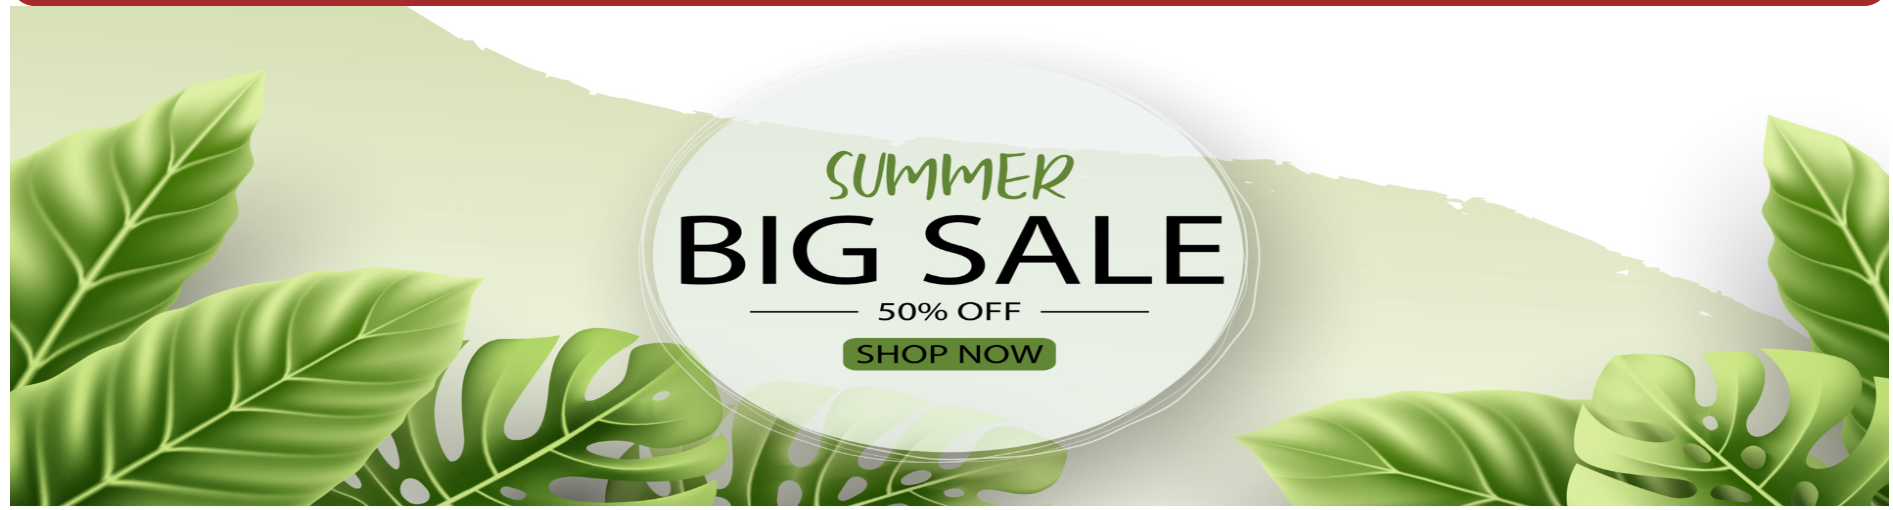 SUMMER
BIG SALE
50% OFF
SHOP NOW